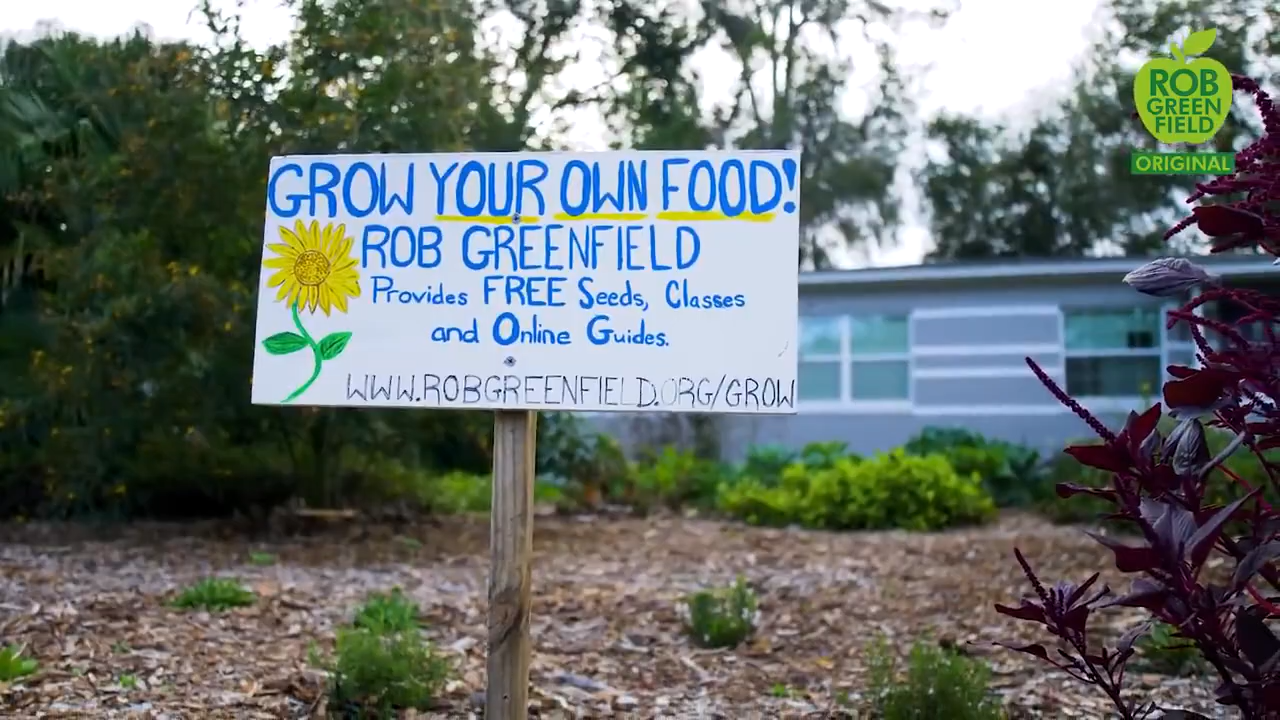 GROW YOUR OWN FOOD!
ROB GREENFIELD
Provides FREE Seeds, Classes
and Online Guides.
WWW.ROBGREENFIELD.ORG/GROW
ROB
GREEN
FIELD
ORIGINAL